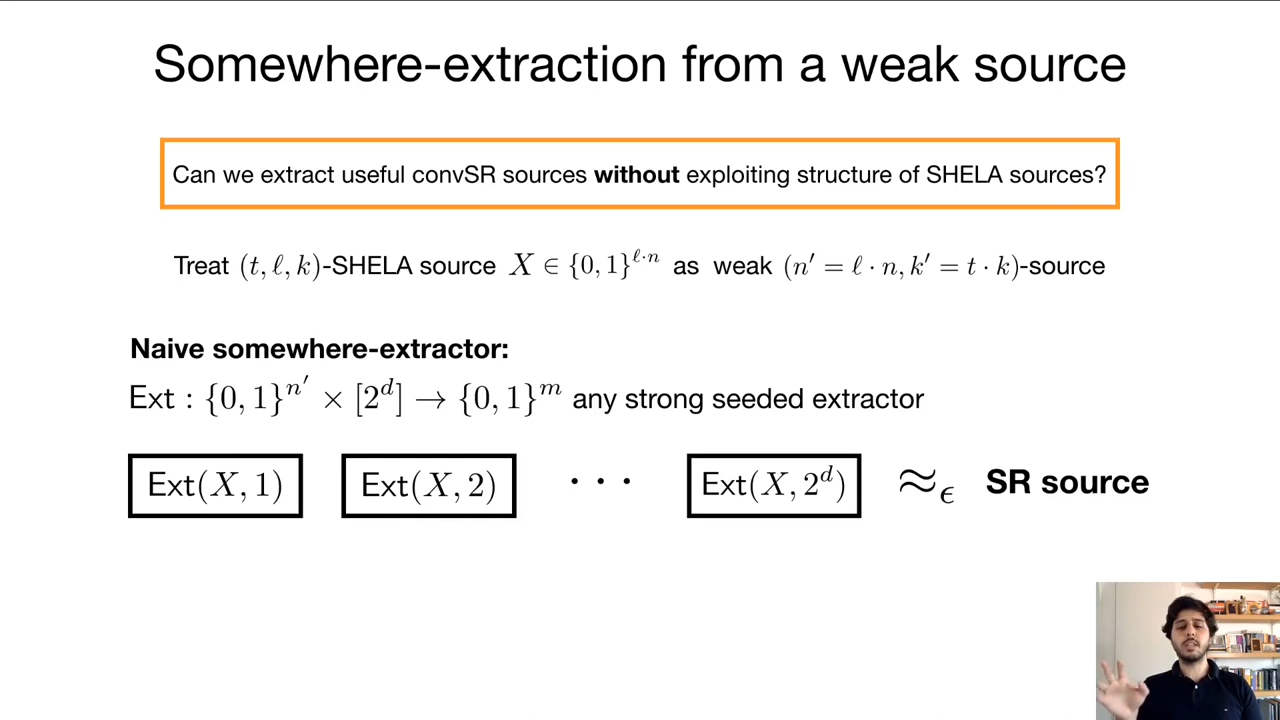 Somewhere-extraction from a weak source
Can we extract useful convSR sources without exploiting structure of SHELA sources?
Treat (t, ℓ, k)-SHELA source X ∈ {0, 1}^{ℓ·n} as weak (n′ = ℓ · n, k′ = t · k)-source
Naive somewhere-extractor:
Ext : {0, 1}^{n′} × [2^d] → {0, 1}^m any strong seeded extractor
Ext(X, 1) Ext(X, 2) · · · Ext(X, 2^d) ≈_ϵ SR source